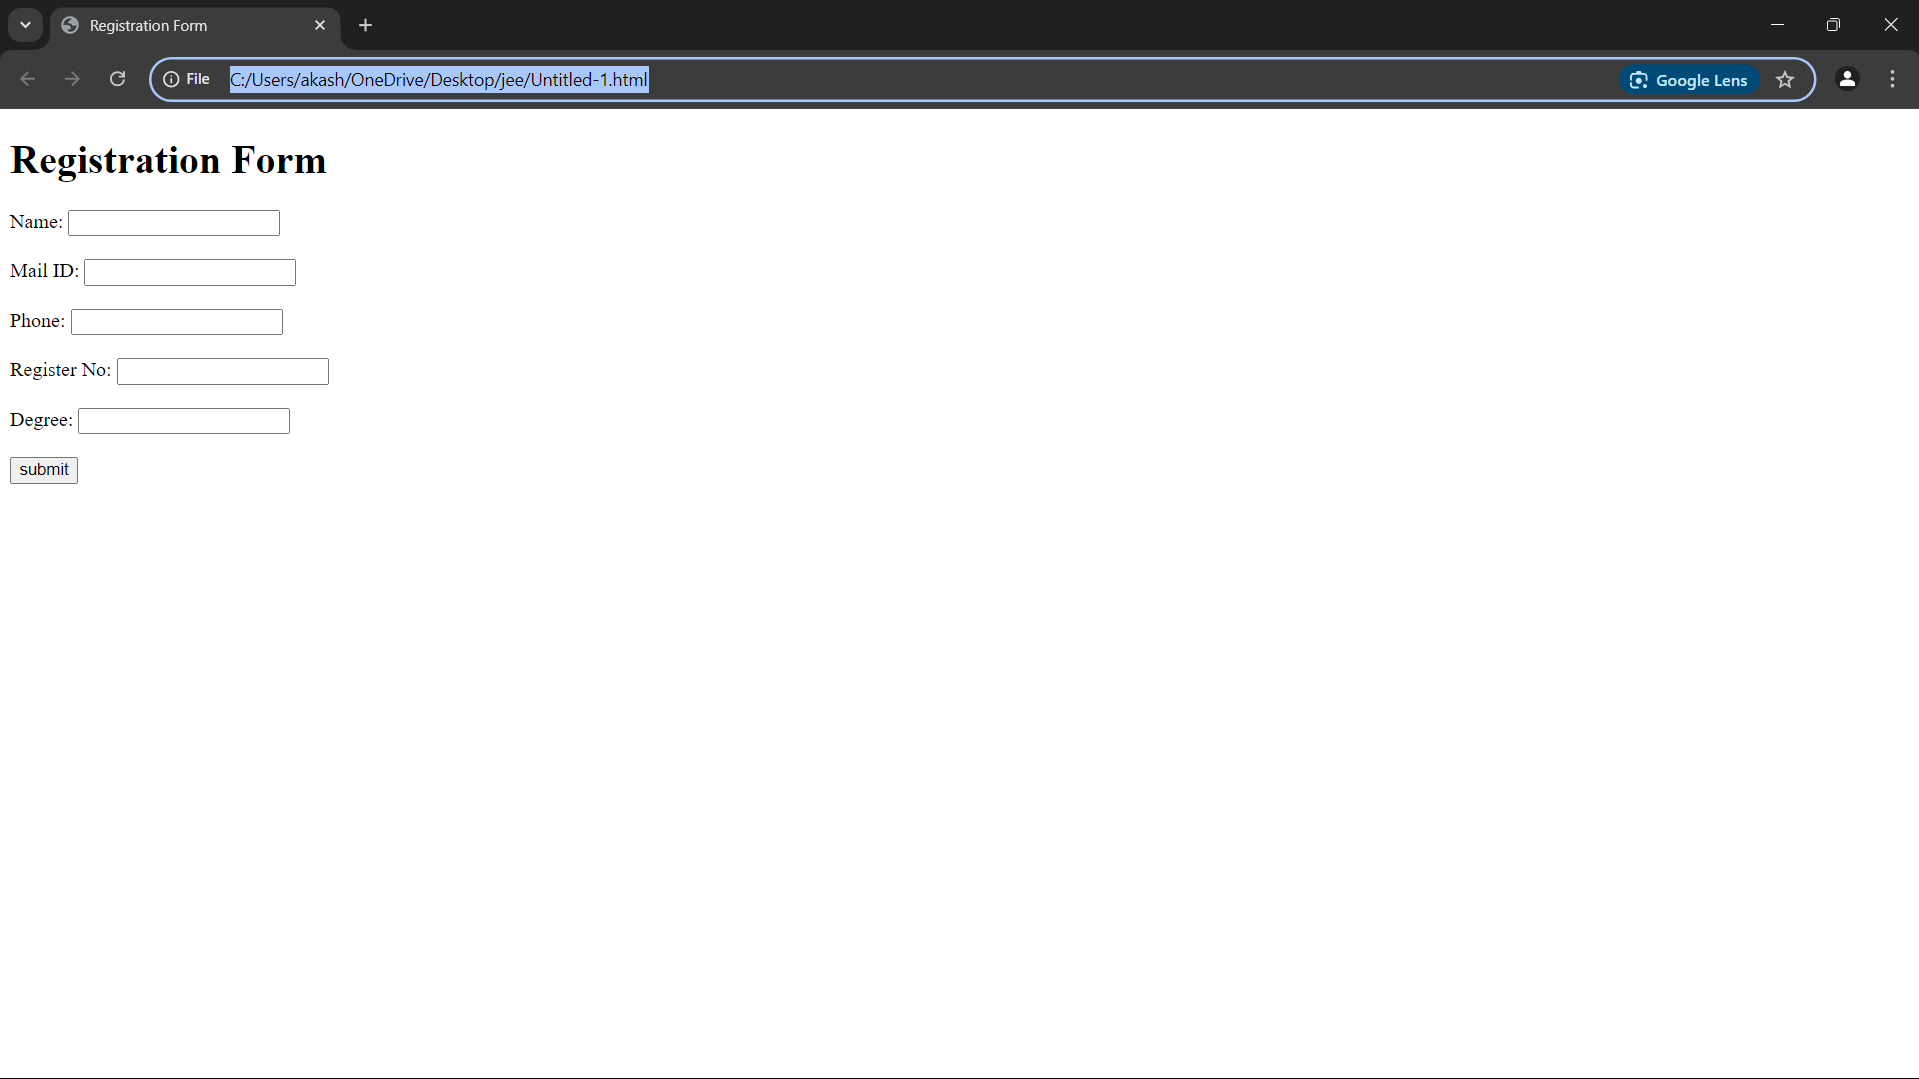 Registration Form
File C:/Users/akash/OneDrive/Desktop/jee/Untitled-1.html Google Lens
Registration Form
Name:
Mail ID:
Phone:
Register No:
Degree:
submit